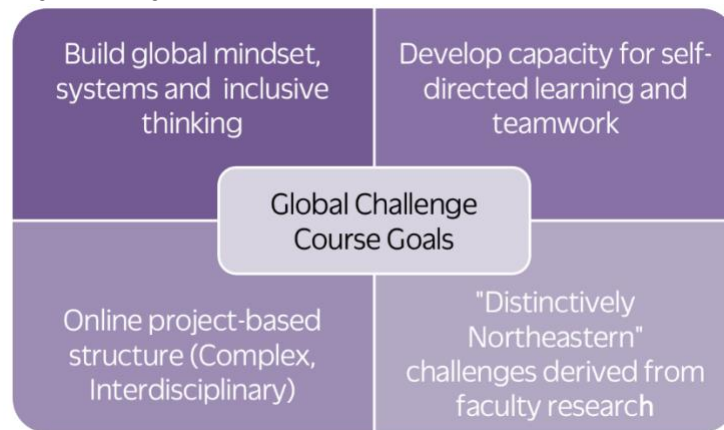 Build global mindset,
systems and inclusive
thinking
Develop capacity for self-
directed learning and
teamwork
Global Challenge
Course Goals
Online project-based
structure (Complex,
Interdisciplinary)
"Distinctively
Northeastern"
challenges derived from
faculty research